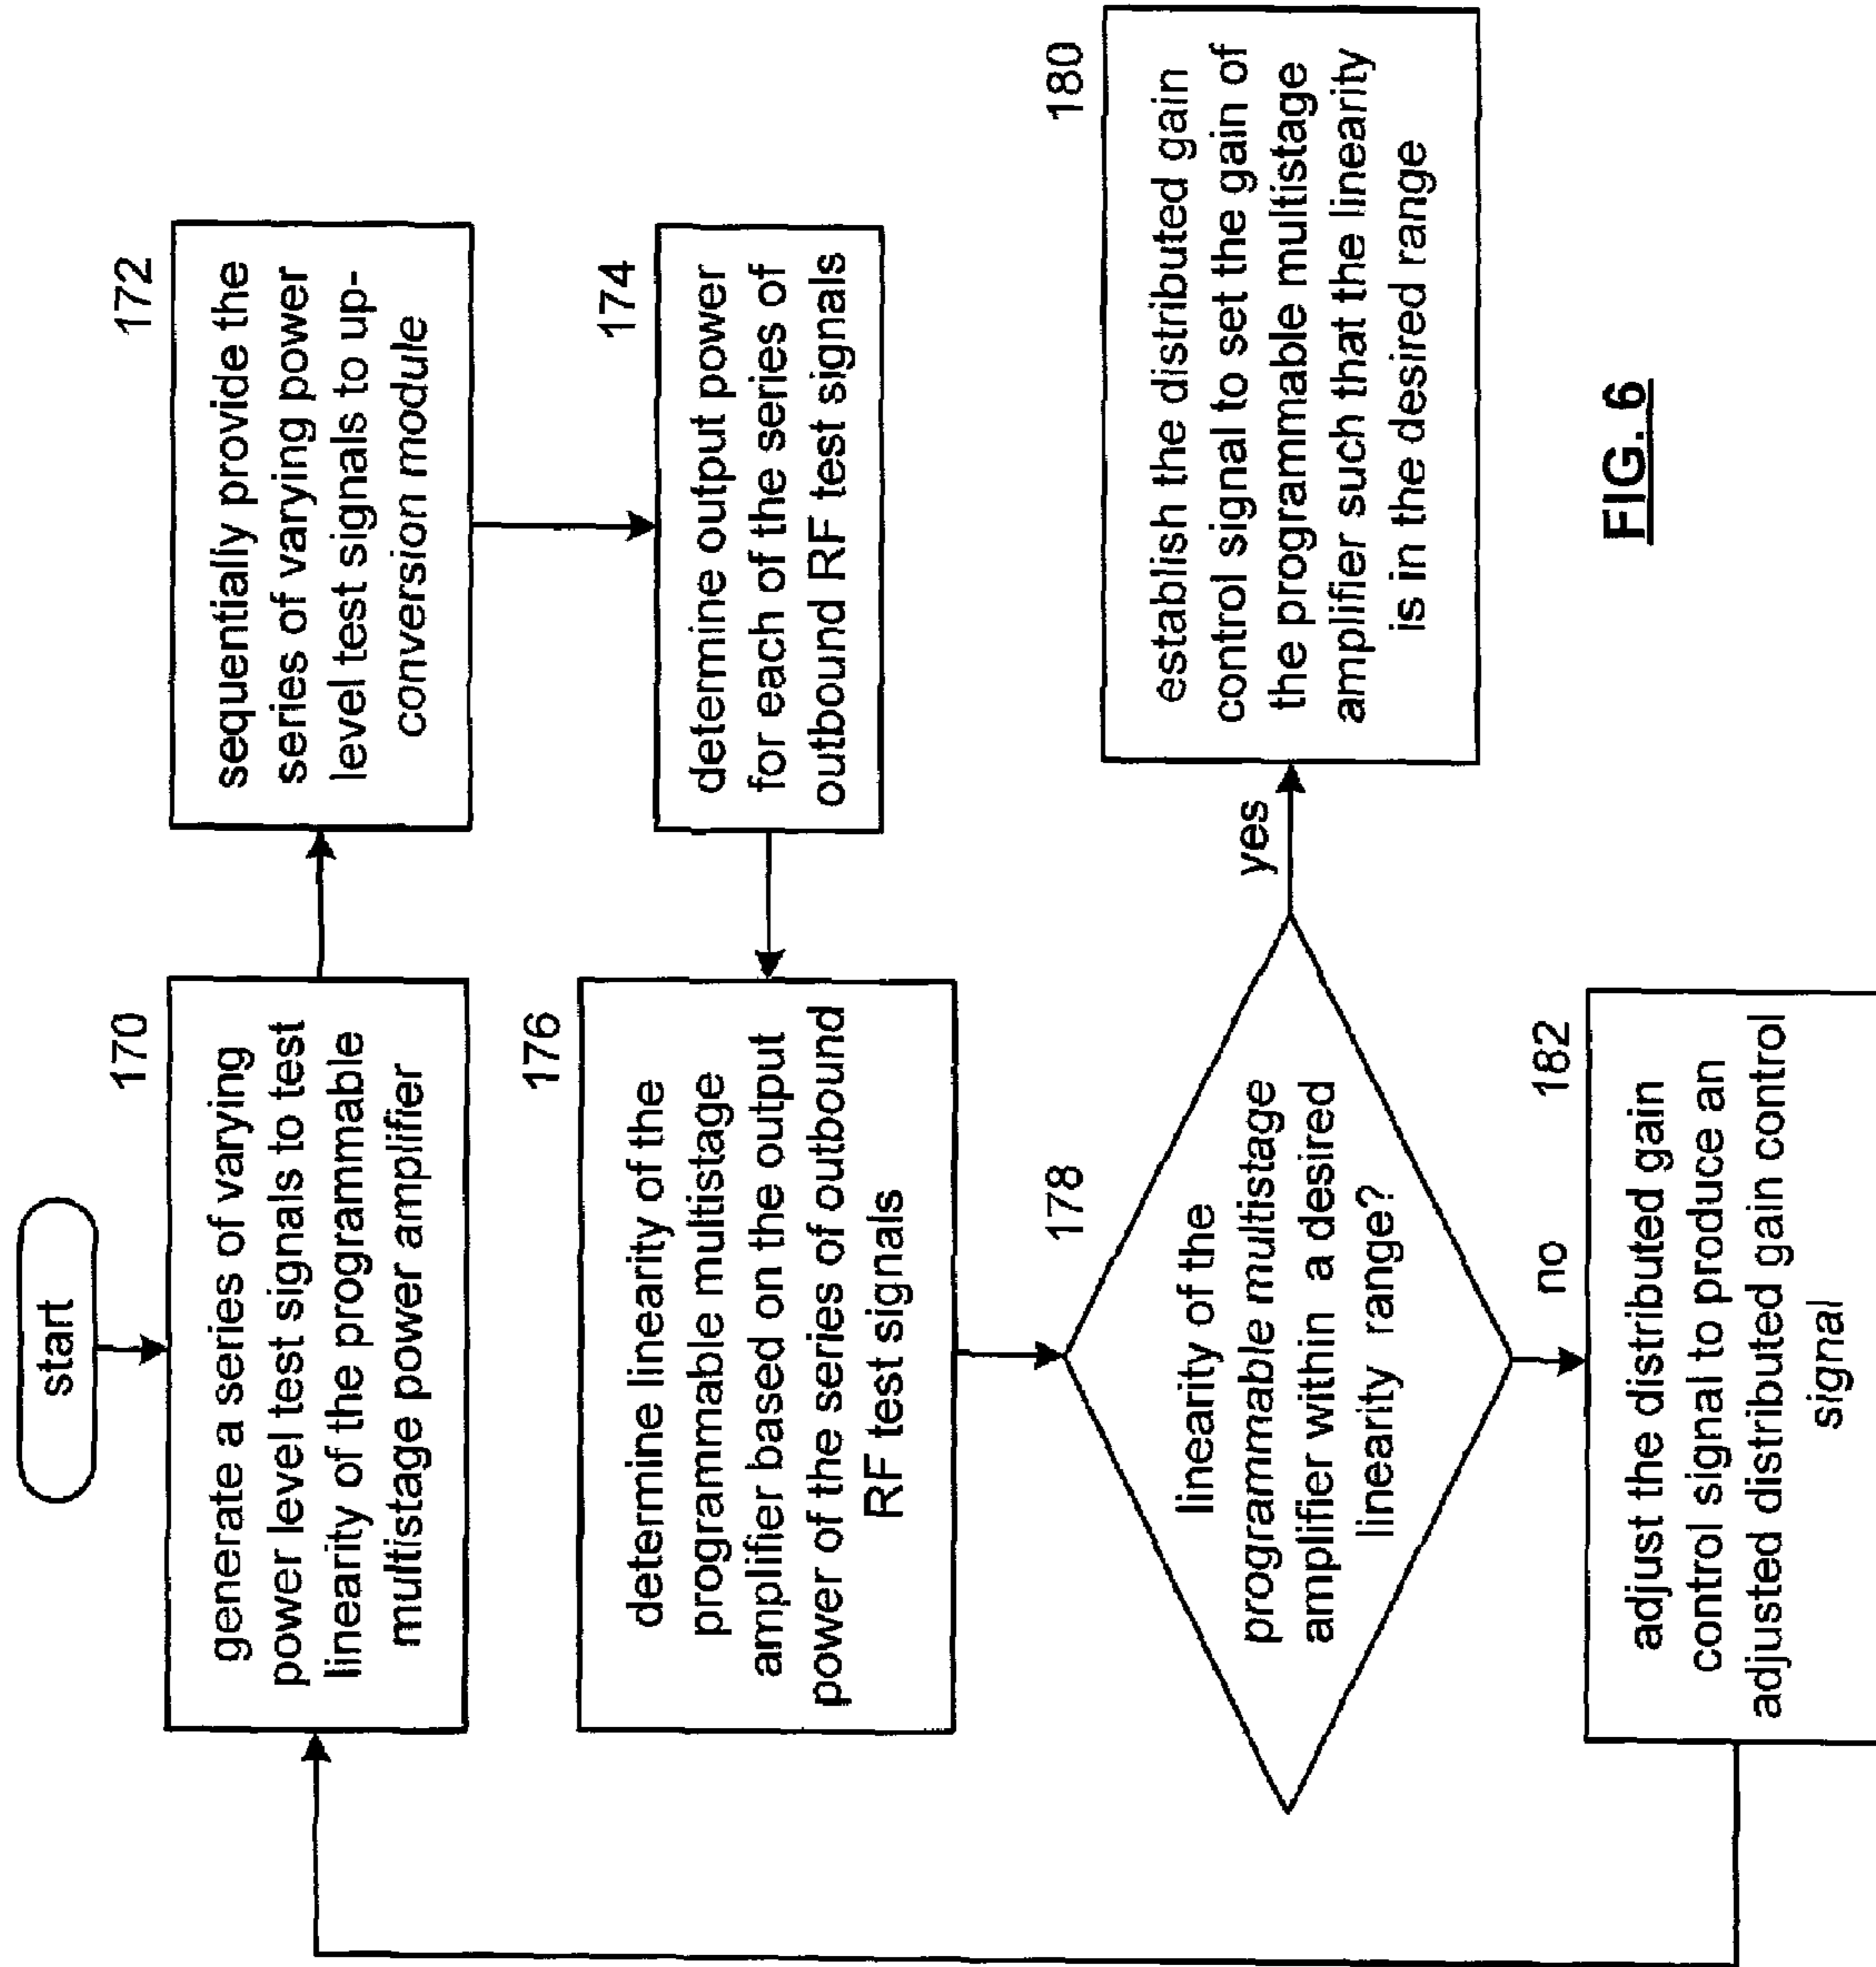 start
170
generate a series of varying
power level test signals to test
linearity of the programmable
multistage power amplifier
172
sequentially provide the
series of varying power
level test signals to up-
conversion module
174
determine output power
for each of the series of
outbound RF test signals
176
determine linearity of the
programmable multistage
amplifier based on the output
power of the series of outbound
RF test signals
178
linearity of the
programmable multistage
amplifier within a desired
linearity range?
yes
180
establish the distributed gain
control signal to set the gain of
the programmable multistage
amplifier such that the linearity
is in the desired range
no
182
adjust the distributed gain
control signal to produce an
adjusted distributed gain control
signal
FIG. 6